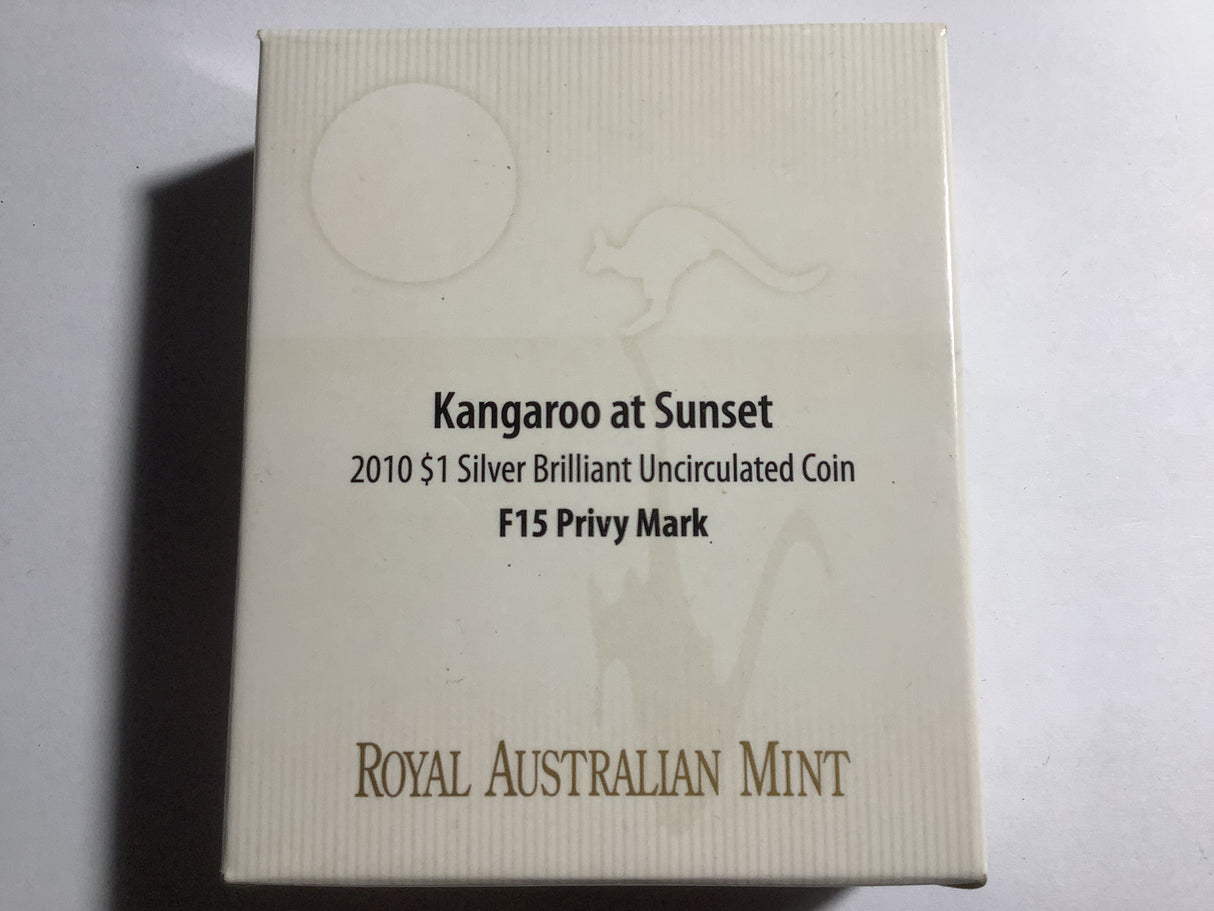 Kangaroo at Sunset
2010 $1 Silver Brilliant Uncirculated Coin
F15 Privy Mark
ROYAL AUSTRALIAN MINT